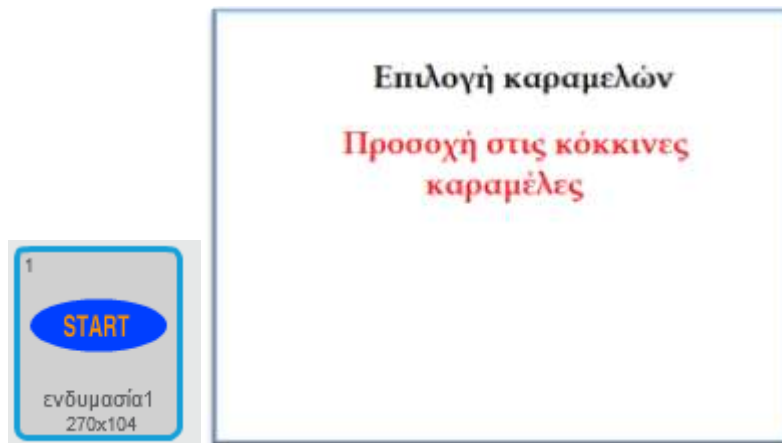 Επιλογή καραμελών
Προσοχή στις κόκκινες
καραμέλες
1
START
ενδυμασία1
270x104